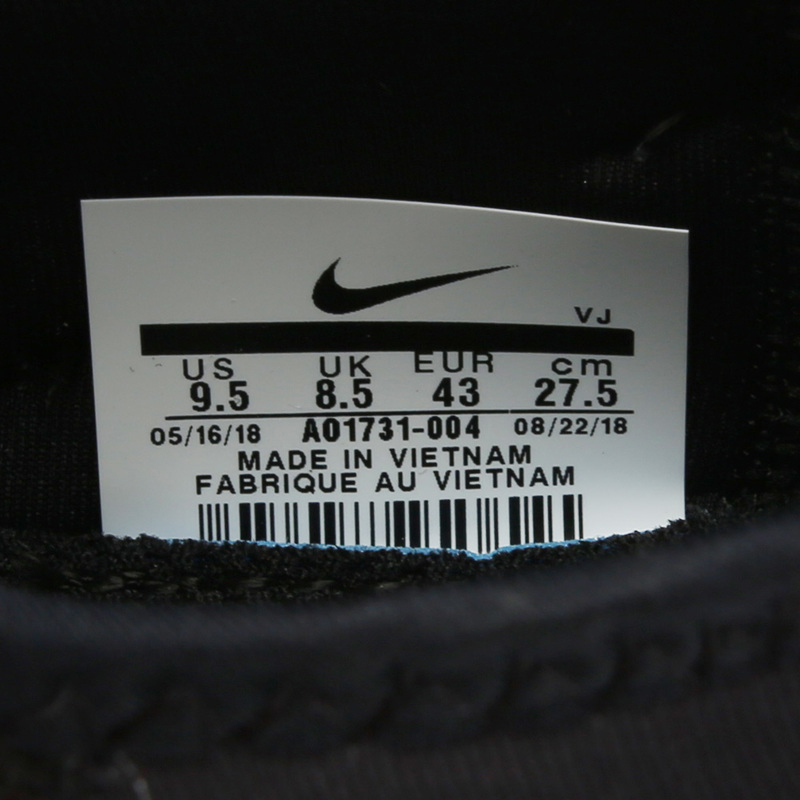 VJ
US UK EUR cm
9.5 8.5 43 27.5
05/16/18 AO1731-004 08/22/18
MADE IN VIETNAM
FABRIQUE AU VIETNAM